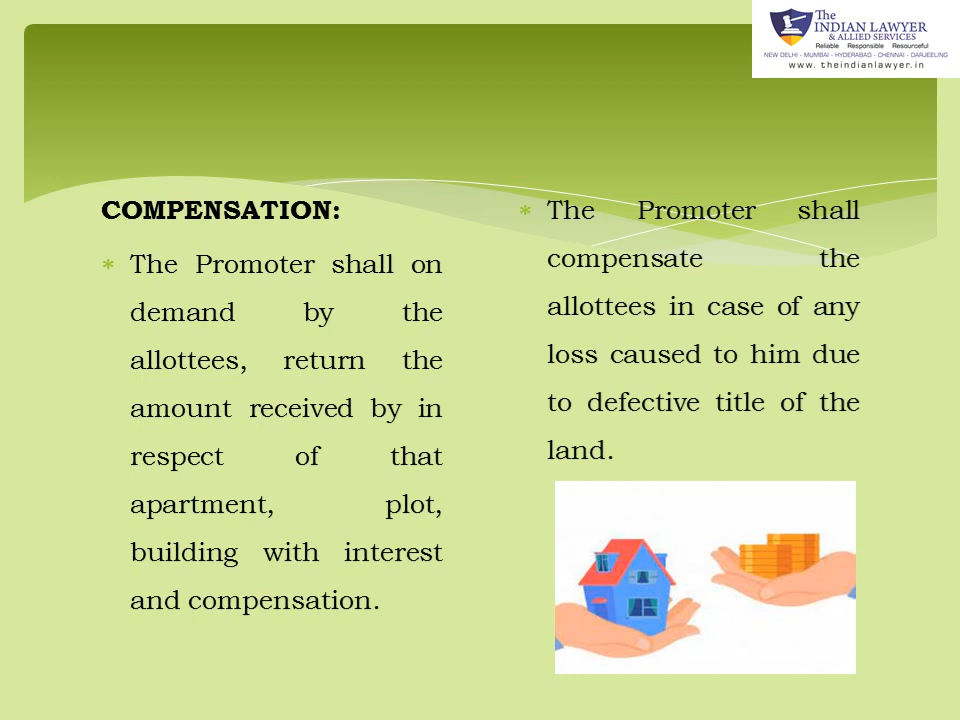 The
INDIAN LAWYER
& ALLIED SERVICES
Reliable Responsible Resourceful
NEW DELHI - MUMBAI - HYDERABAD - CHENNAI - DARJEELING
www. theindianlawyer.in
COMPENSATION:
The Promoter shall on
demand by the
allottees, return the
amount received by in
respect of that
apartment, plot,
building with interest
and compensation.
The Promoter shall
compensate the
allottees in case of any
loss caused to him due
to defective title of the
land.